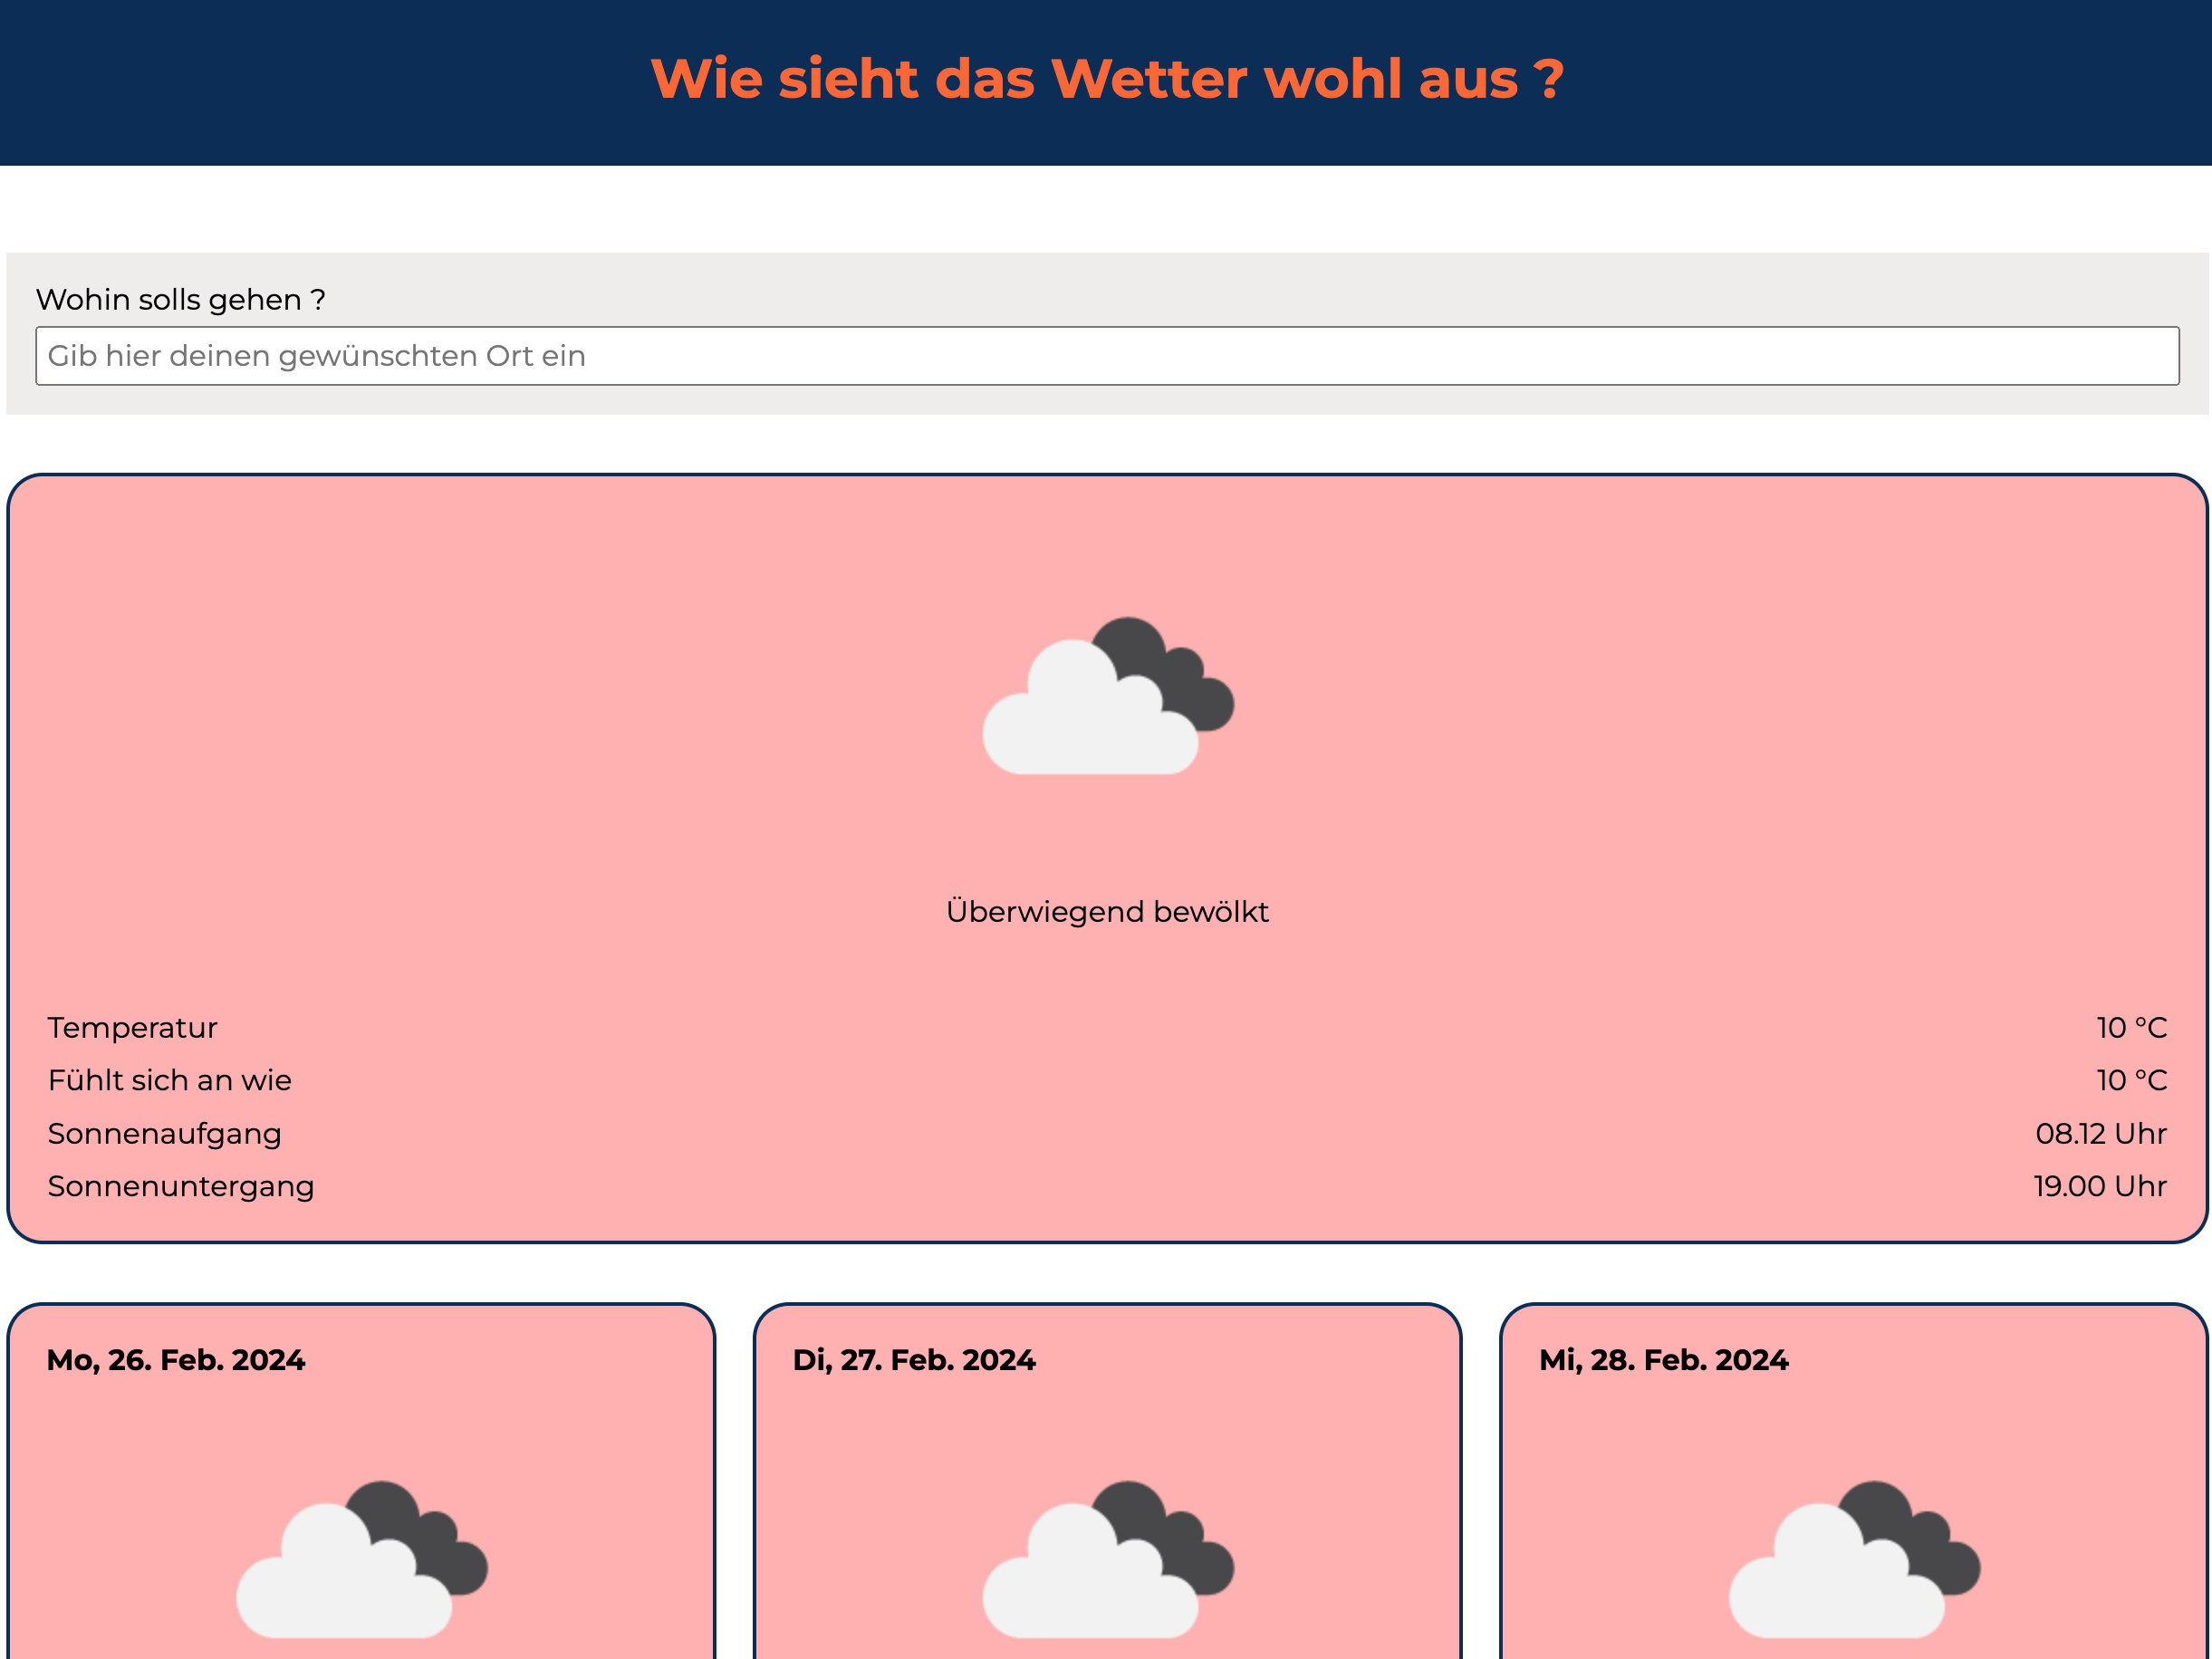 Wie sieht das Wetter wohl aus ?
Wohin solls gehen ?
Gib hier deinen gewünschten Ort ein
Überwiegend bewölkt
Temperatur 10 °C
Fühlt sich an wie 10 °C
Sonnenaufgang 08.12 Uhr
Sonnenuntergang 19.00 Uhr
Mo, 26. Feb. 2024
Di, 27. Feb. 2024
Mi, 28. Feb. 2024